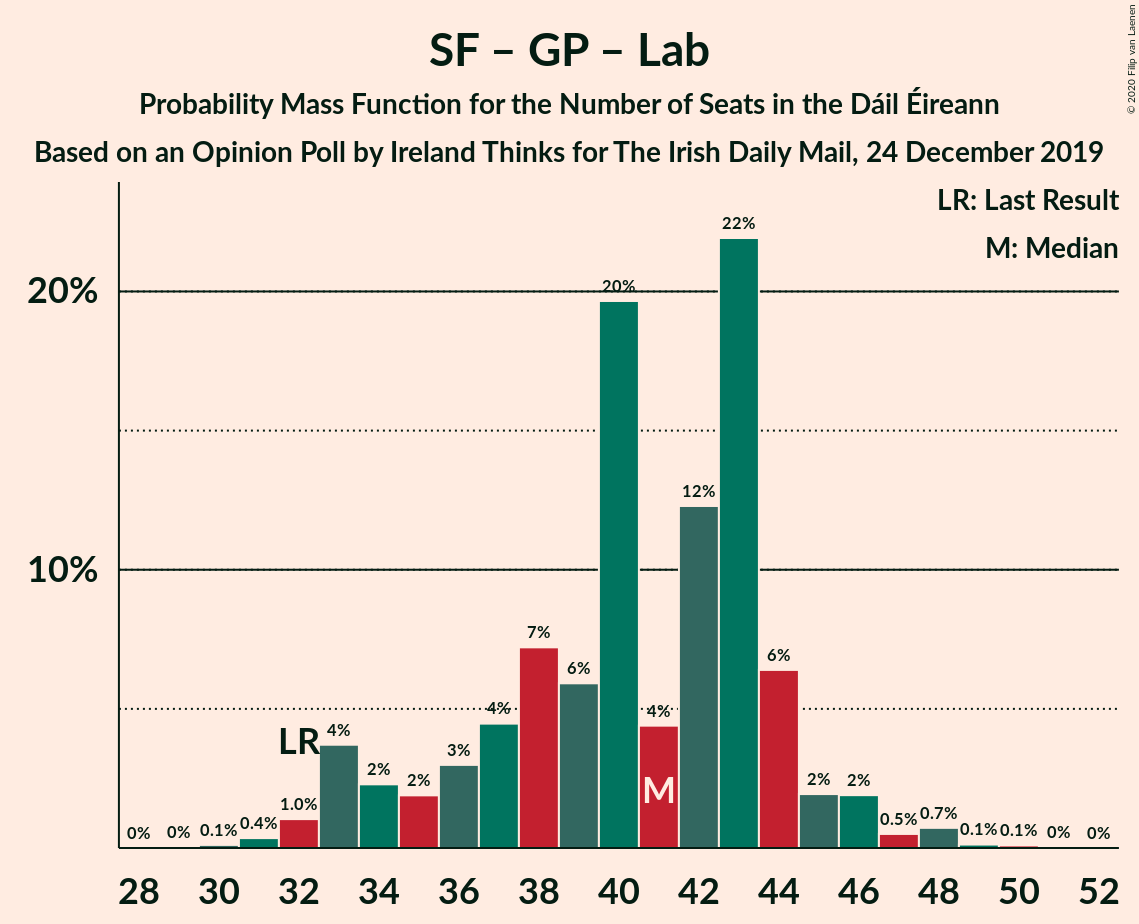 SF – GP – Lab
Probability Mass Function for the Number of Seats in the Dáil Éireann
Based on an Opinion Poll by Ireland Thinks for The Irish Daily Mail, 24 December 2019
© 2020 Filip van Laenen
LR: Last Result
M: Median
20%
10%
0% 0% 0.1% 0.4% 1.0% 4% 2% 2% 3% 4% 7% 6% 20% 4% 12% 22% 6% 2% 2% 0.5% 0.7% 0.1% 0.1% 0% 0%
LR
M
28 30 32 34 36 38 40 42 44 46 48 50 52